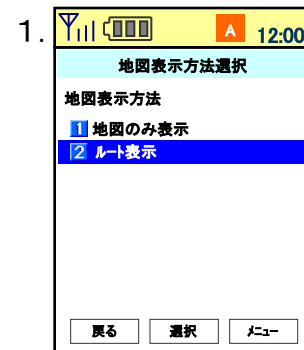 1.
A 12:00
地図表示方法選択
地図表示方法
1 地図のみ表示
2 ルート表示
戻る 選択 メニュー